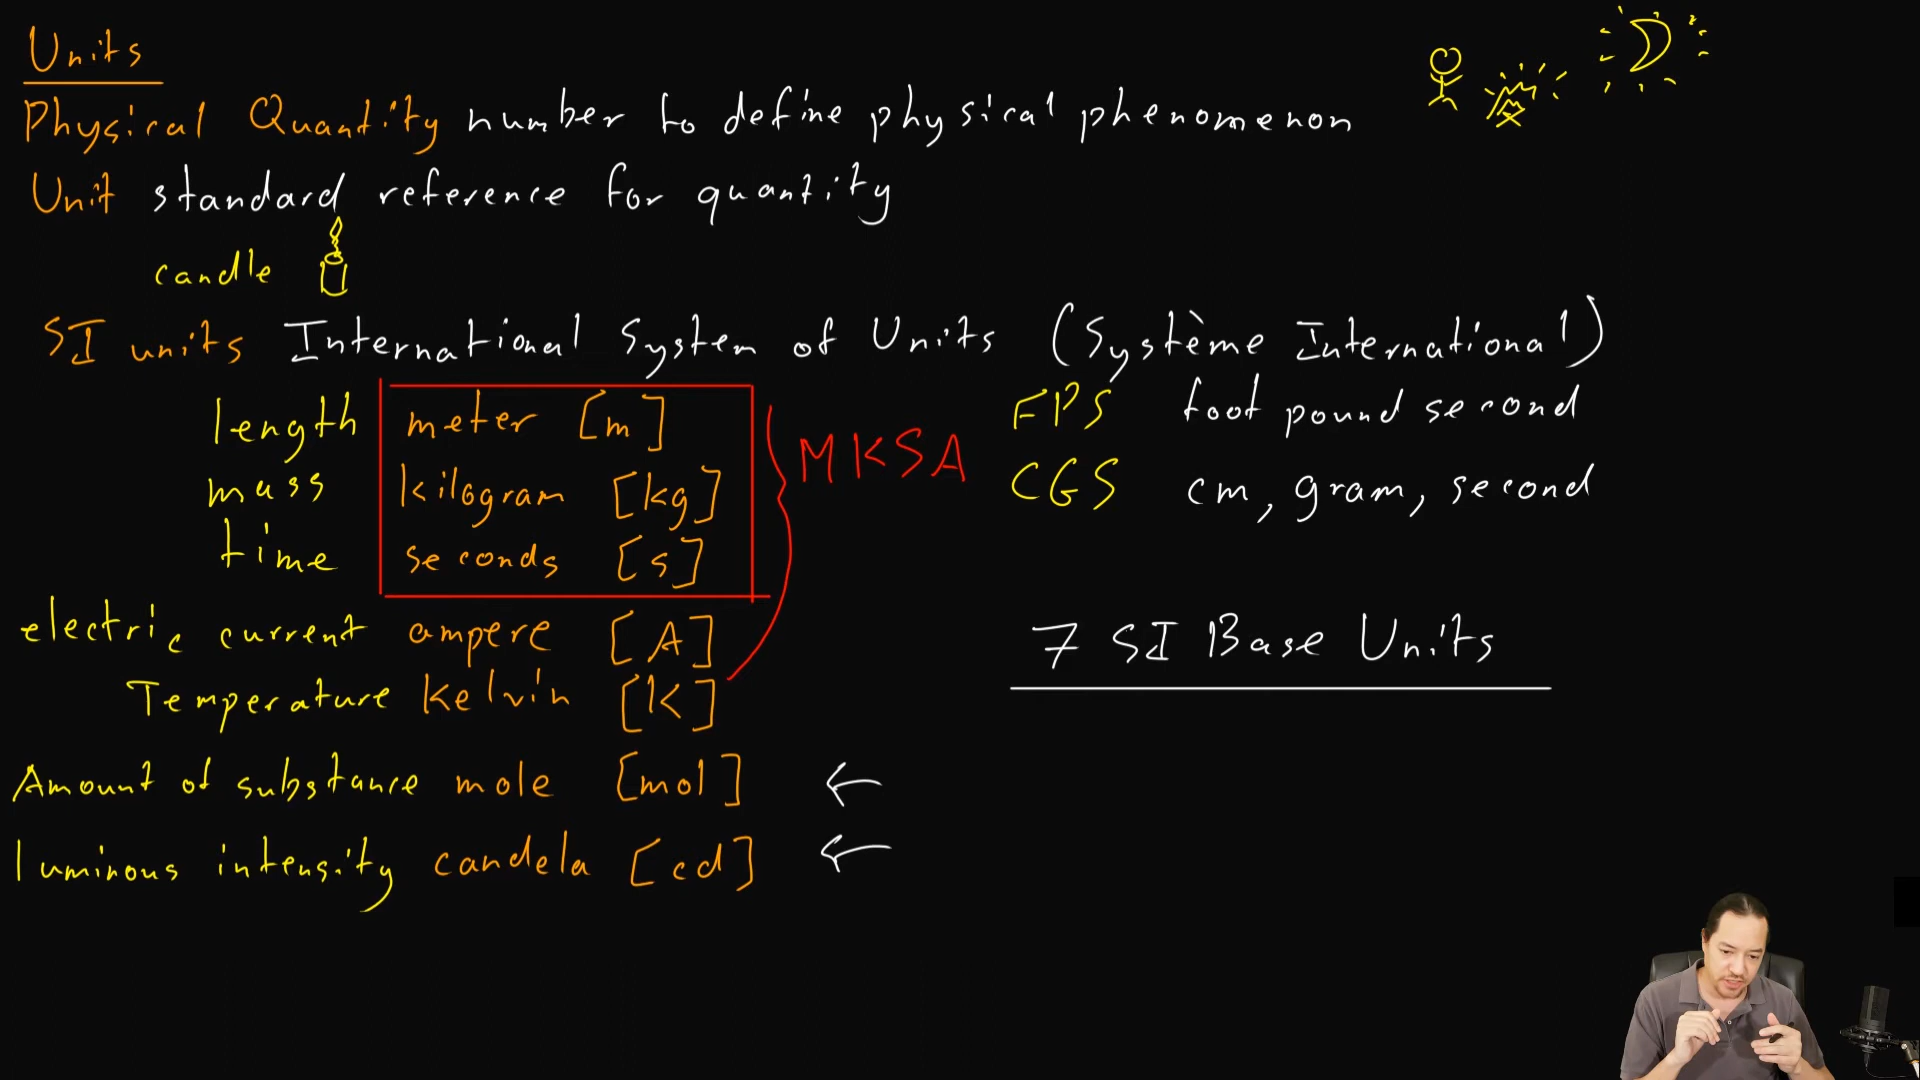 Units
Physical Quantity number to define physical phenomenon
Unit standard reference for quantity
candle
SI units International System of Units (Système International)
length meter [m]
mass kilogram [kg]
time seconds [s]
MKSA
FPS foot pound second
CGS cm, gram, second
electric current ampere [A]
Temperature kelvin [K]
Amount of substance mole [mol] ←
luminous intensity candela [cd] ←
7 SI Base Units